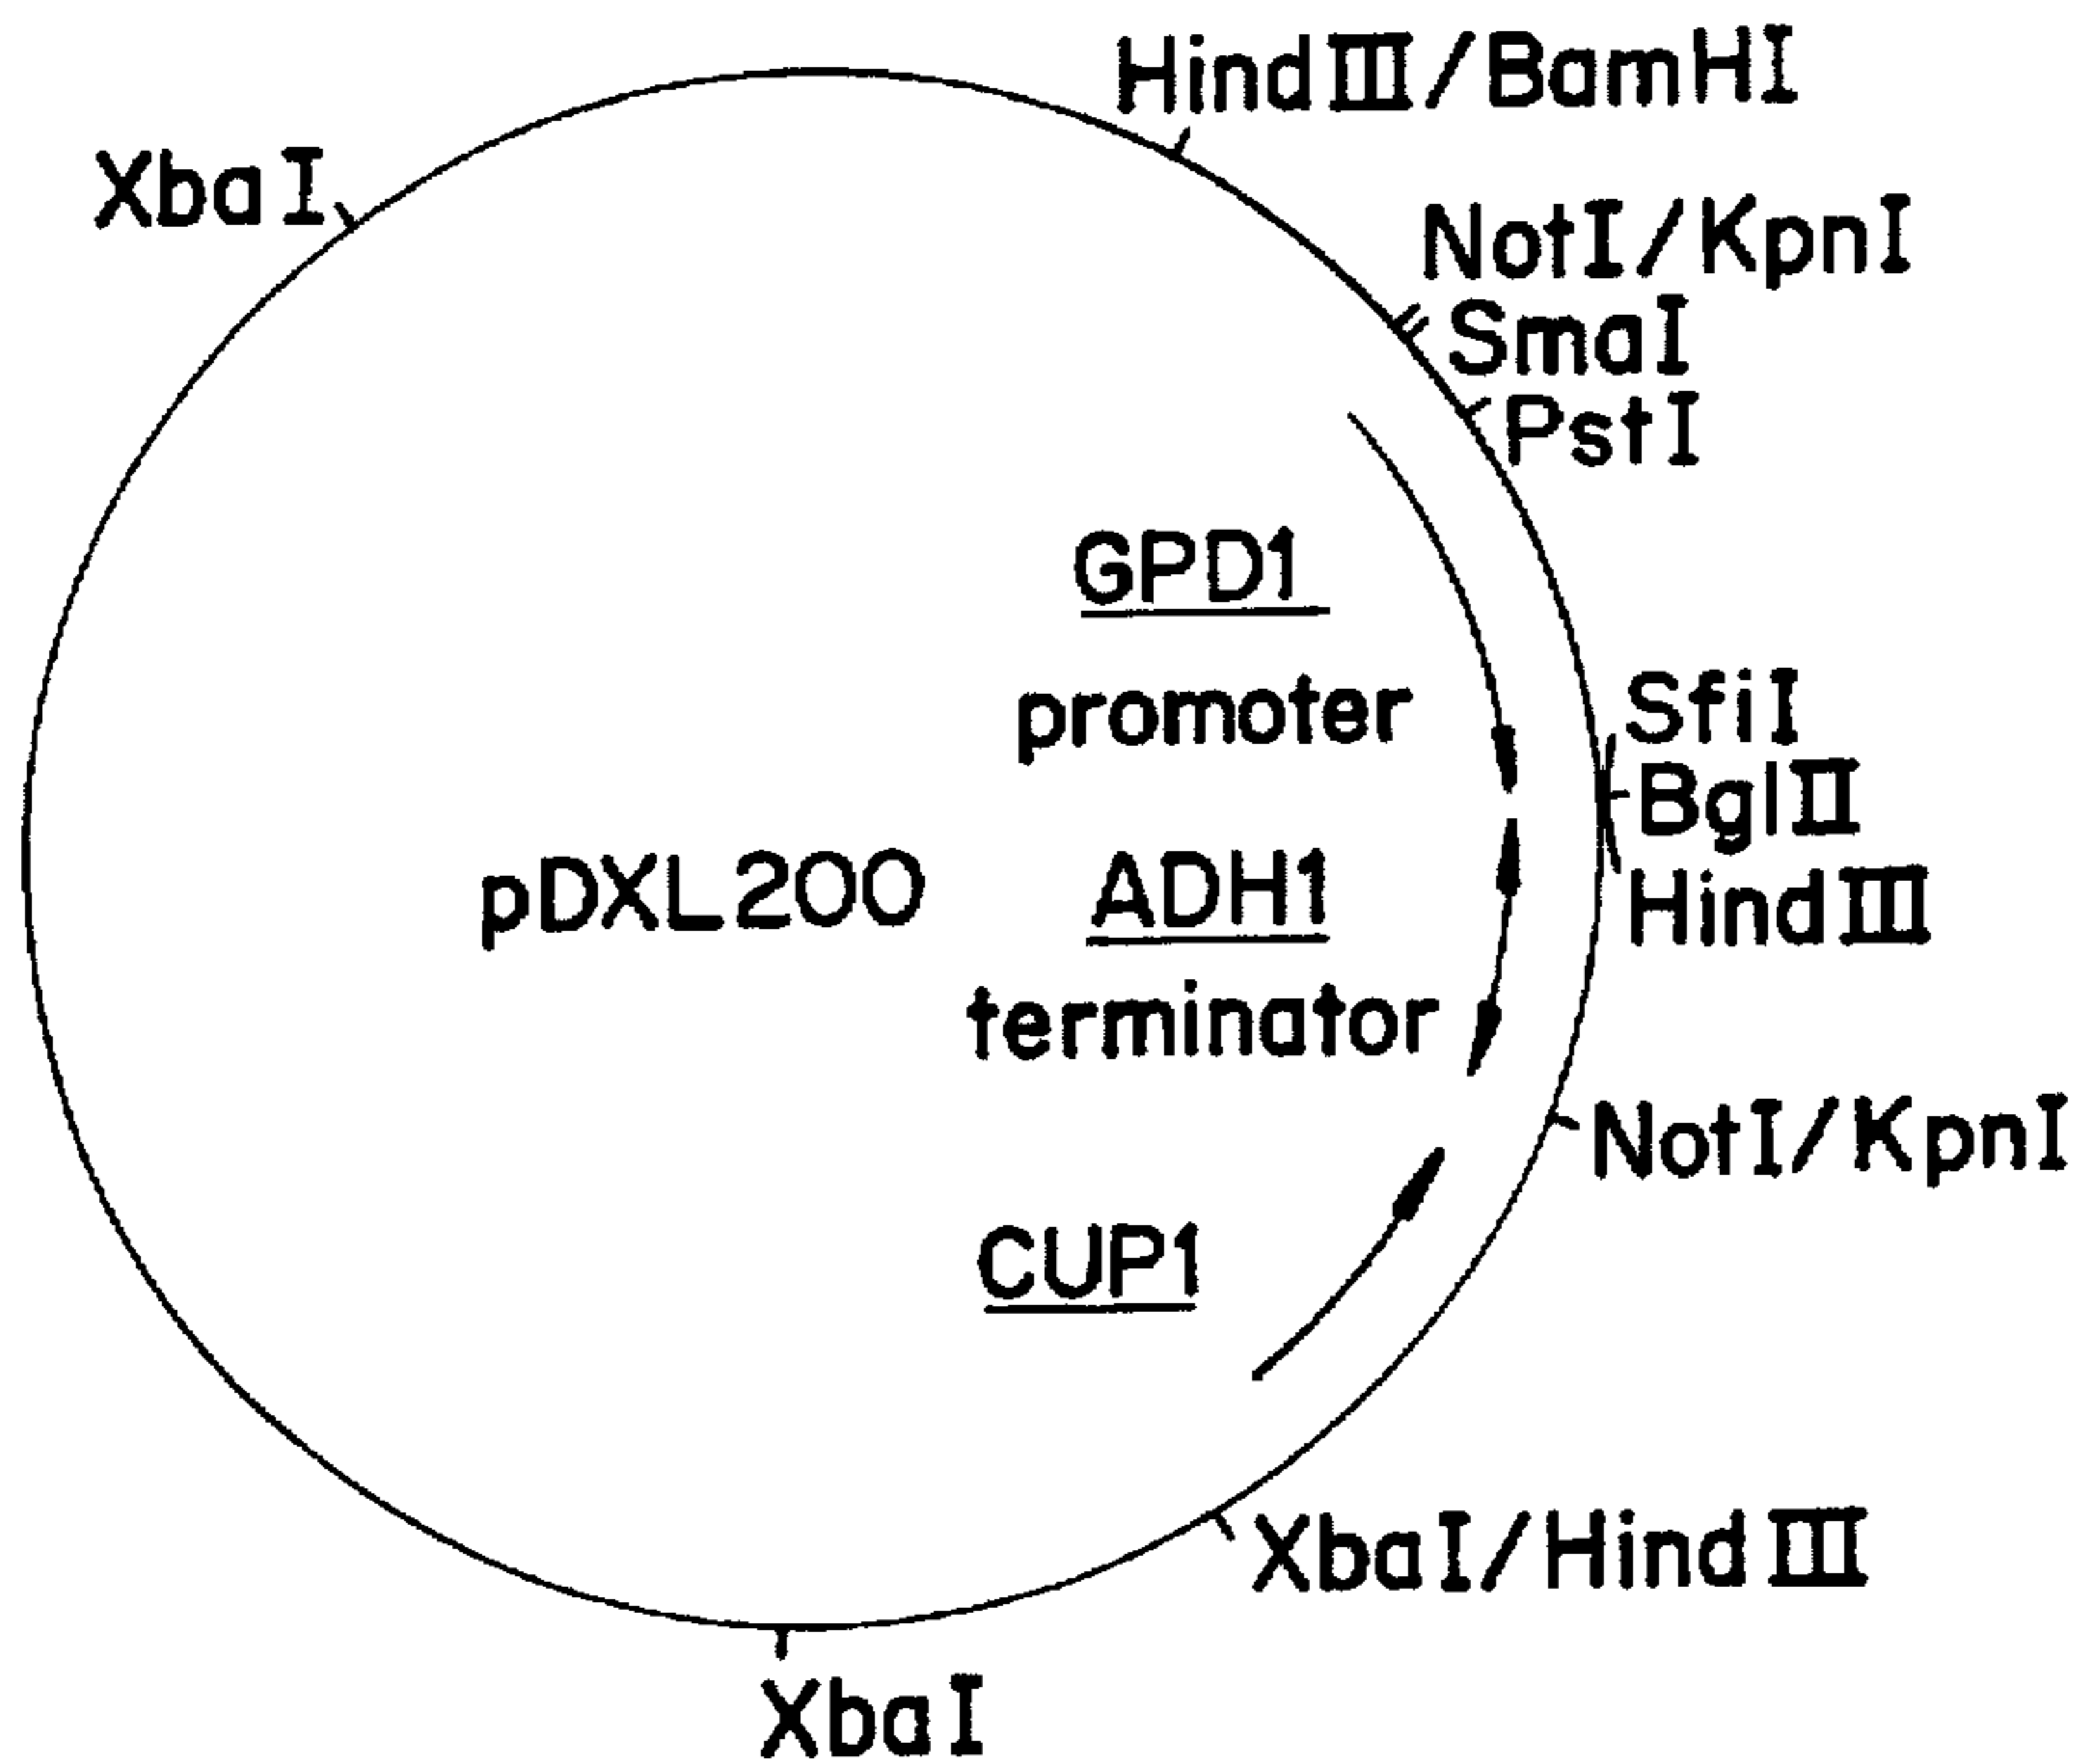 HindIII/BamHI
XbaI
NotI/KpnI
SmaI
PstI
GPD1
promoter
SfiI
BglII
HindIII
pDXL200
ADH1
terminator
NotI/KpnI
CUP1
XbaI/HindIII
XbaI